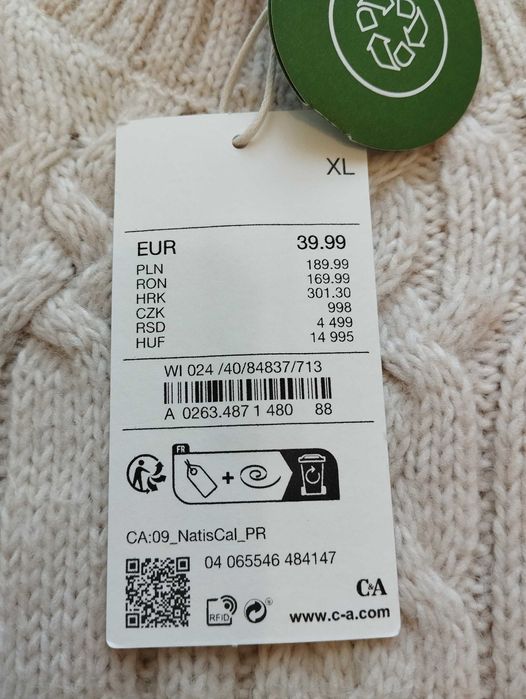 XL
EUR 39.99
PLN 189.99
RON 169.99
HRK 301.30
CZK 998
RSD 4 499
HUF 14 995
WI 024 /40/84837/713
A 0263.487 1 480 88
FR
+
CA:09_NatisCal_PR
04 065546 484147
C&A
RFID
www.c-a.com